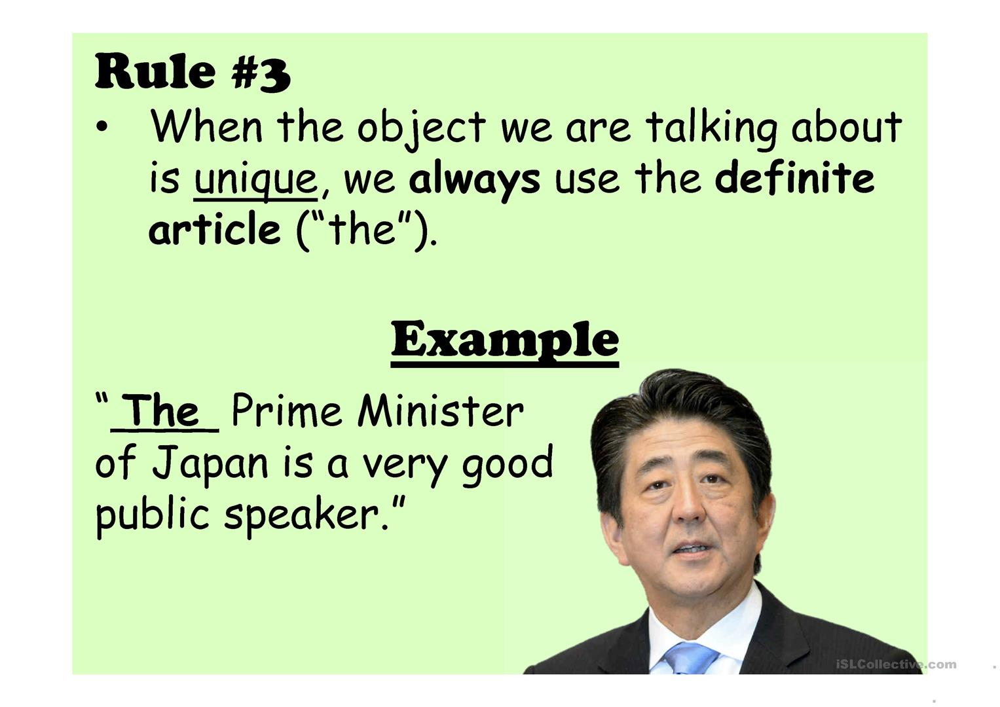 Rule #3
• When the object we are talking about
is unique, we always use the definite
article (“the”).
Example
“ The Prime Minister
of Japan is a very good
public speaker.”
iSLCollective.com